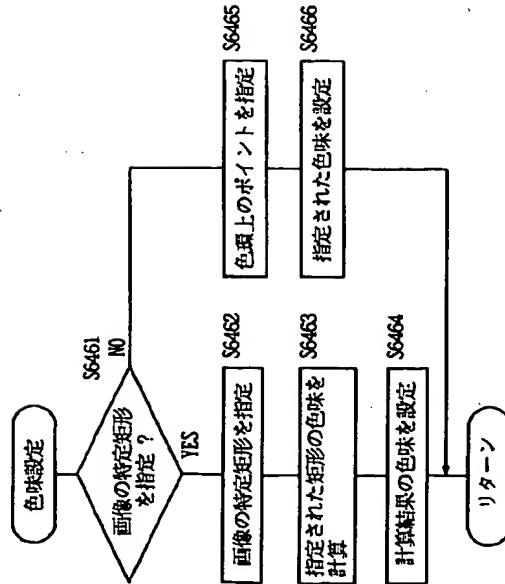 色味設定
S6461
画像の特定矩形
を指定？
NO
YES
S6462
画像の特定矩形を指定
S6463
指定された矩形の色味を
計算
S6464
計算結果の色味を設定
S6465
色環上のポイントを指定
S6466
指定された色味を設定
リターン